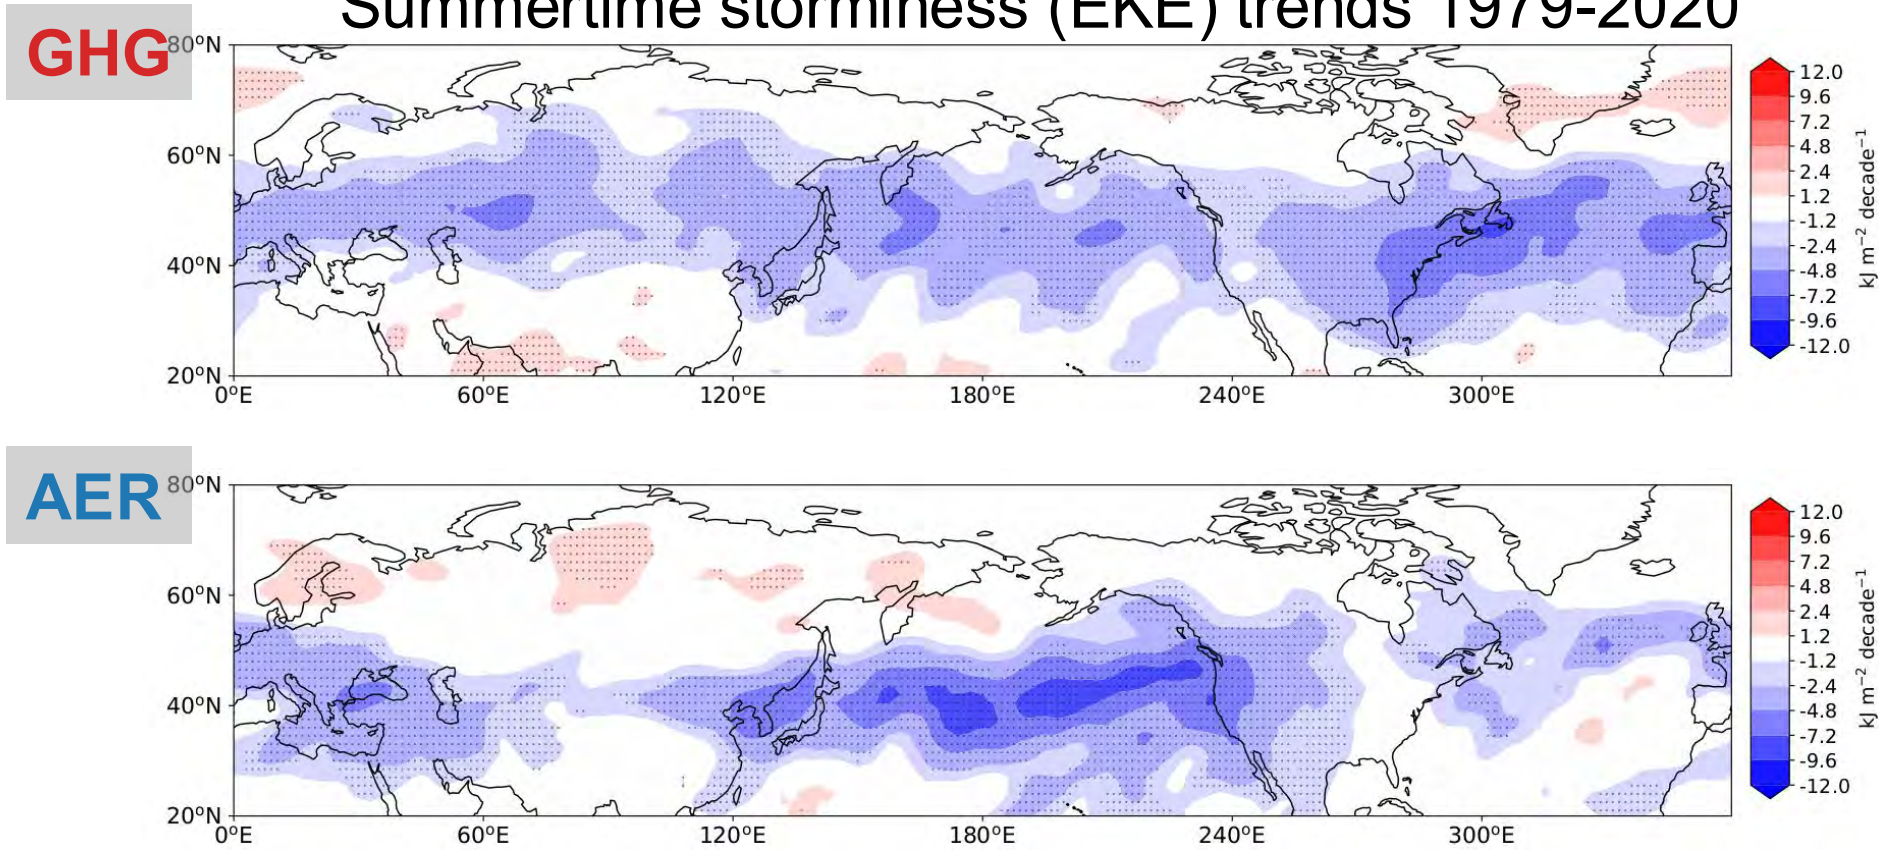 Summertime storminess (EKE) trends 1979-2020
GHG
80°N
60°N
40°N
20°N
0°E 60°E 120°E 180°E 240°E 300°E
12.0
9.6
7.2
4.8
2.4
1.2
-1.2
-2.4
-4.8
-7.2
-9.6
-12.0
kJ m⁻² decade⁻¹
AER
80°N
60°N
40°N
20°N
0°E 60°E 120°E 180°E 240°E 300°E
12.0
9.6
7.2
4.8
2.4
1.2
-1.2
-2.4
-4.8
-7.2
-9.6
-12.0
kJ m⁻² decade⁻¹